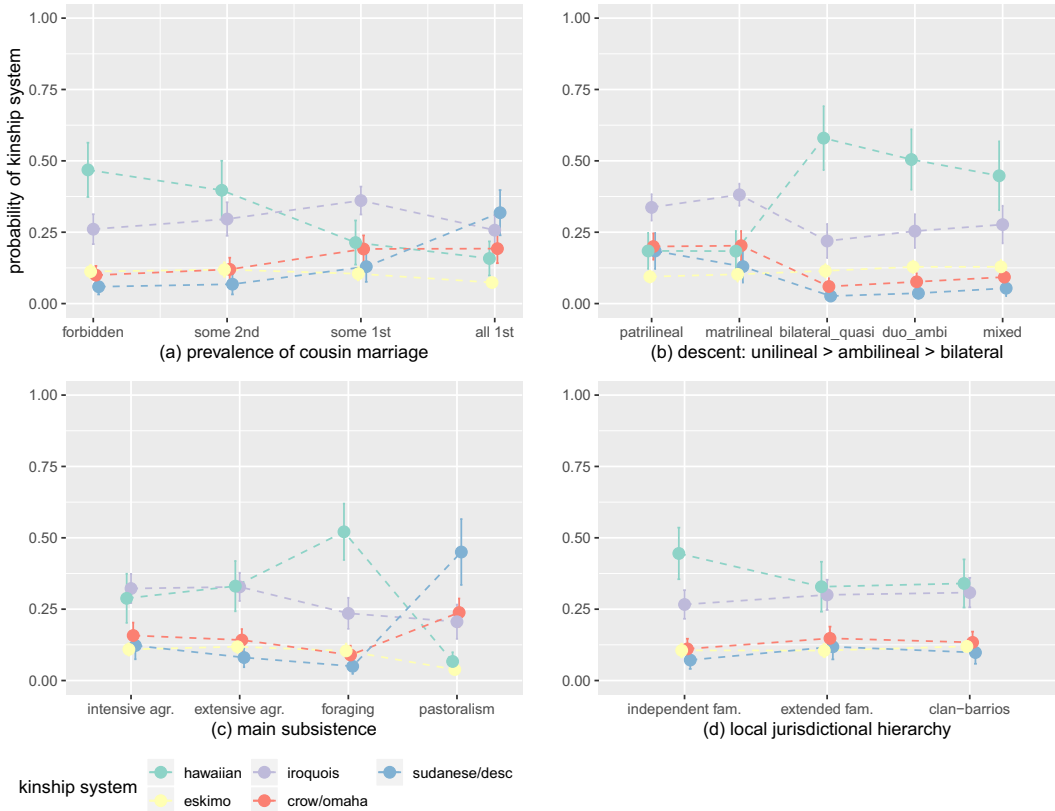 probability of kinship system
1.00
0.75
0.50
0.25
0.00
forbidden some 2nd some 1st all 1st
(a) prevalence of cousin marriage
1.00
0.75
0.50
0.25
0.00
patrilineal matrilineal bilateral_quasi duo_ambi mixed
(b) descent: unilineal > ambilineal > bilateral
1.00
0.75
0.50
0.25
0.00
intensive agr. extensive agr. foraging pastoralism
(c) main subsistence
1.00
0.75
0.50
0.25
0.00
independent fam. extended fam. clan−barrios
(d) local jurisdictional hierarchy
kinship system
hawaiian iroquois sudanese/desc
eskimo crow/omaha